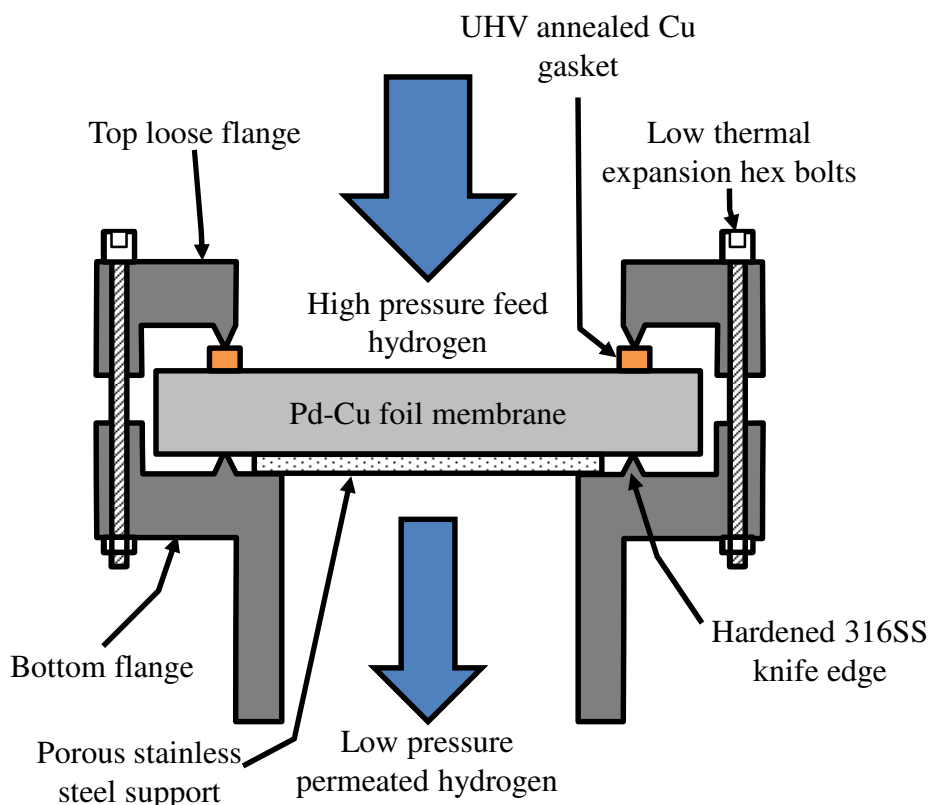 UHV annealed Cu
gasket
Top loose flange
Low thermal
expansion hex bolts
High pressure feed
hydrogen
Pd-Cu foil membrane
Bottom flange
Hardened 316SS
knife edge
Porous stainless
steel support
Low pressure
permeated hydrogen